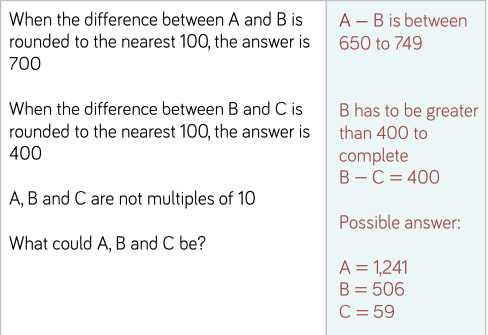 When the difference between A and B is
rounded to the nearest 100, the answer is
700
When the difference between B and C is
rounded to the nearest 100, the answer is
400
A, B and C are not multiples of 10
What could A, B and C be?
A – B is between
650 to 749
B has to be greater
than 400 to
complete
B – C = 400
Possible answer:
A = 1,241
B = 506
C = 59